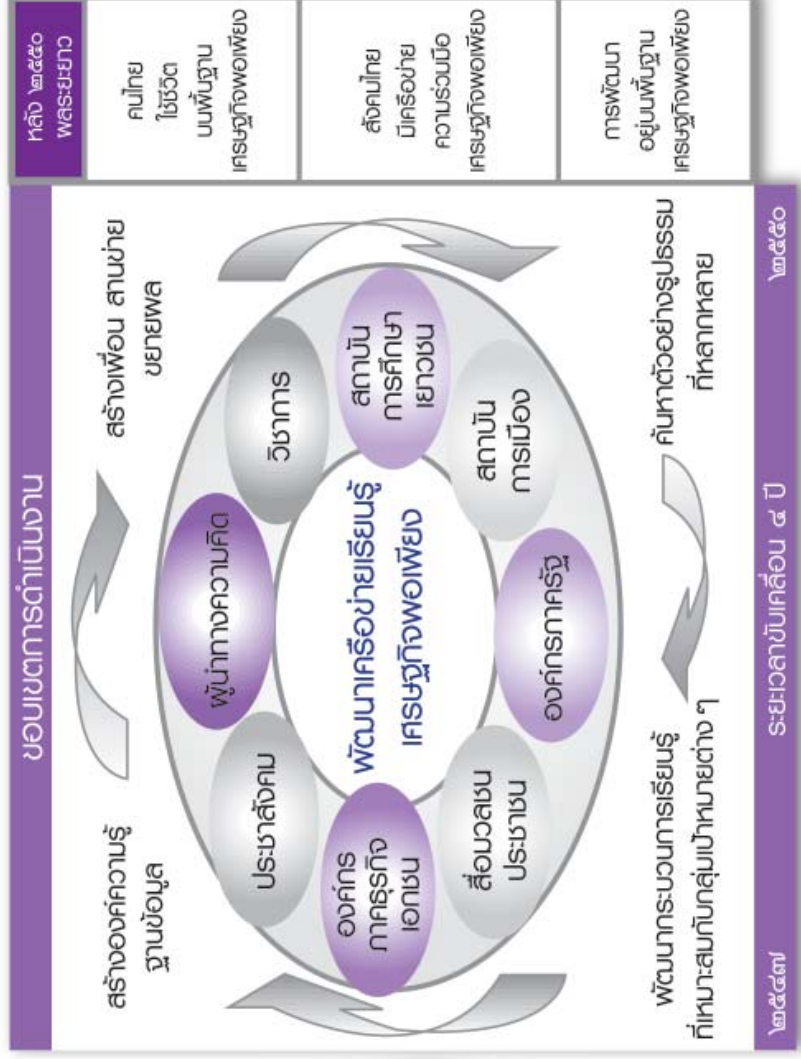 ขอบเขตการดำเนินงาน
สร้างองค์ความรู้
ฐานข้อมูล
สร้างเพื่อน สานข่าย
ขยายผล
ผู้นำทางความคิด
ประชาสังคม
วิชาการ
องค์กร
ภาคธุรกิจ
เอกชน
พัฒนาเครือข่ายเรียนรู้
เศรษฐกิจพอเพียง
สถาบัน
การศึกษา
เยาวชน
สื่อมวลชน
ประชาชน
สถาบัน
การเมือง
องค์กรภาครัฐ
พัฒนากระบวนการเรียนรู้
ที่เหมาะสมกับกลุ่มเป้าหมายต่างๆ
ค้นหาตัวอย่างรูปธรรม
ที่หลากหลาย
๒๕๔๗
ระยะเวลาขับเคลื่อน ๔ ปี
๒๕๕๐
หลัง ๒๕๕๐
ผลระยะยาว
คนไทย
ใช้ชีวิต
บนพื้นฐาน
เศรษฐกิจพอเพียง
สังคมไทย
มีเครือข่าย
ความร่วมมือ
เศรษฐกิจพอเพียง
การพัฒนา
อยู่บนพื้นฐาน
เศรษฐกิจพอเพียง